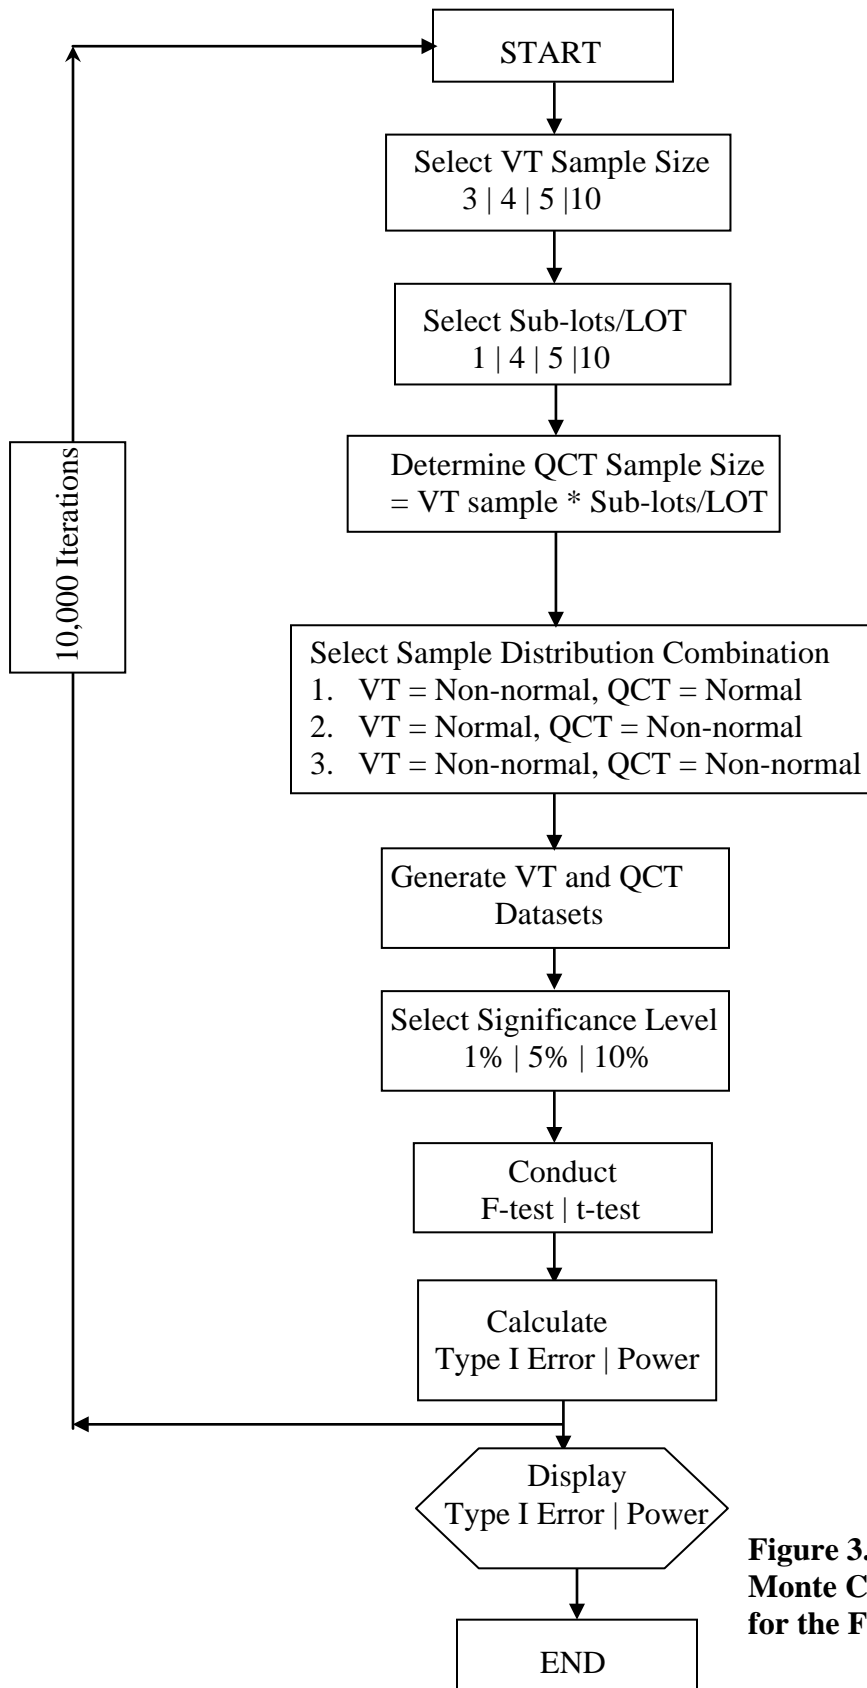 START
Select VT Sample Size
3 | 4 | 5 |10
Select Sub-lots/LOT
1 | 4 | 5 |10
Determine QCT Sample Size
= VT sample * Sub-lots/LOT
10,000 Iterations
Select Sample Distribution Combination
1. VT = Non-normal, QCT = Normal
2. VT = Normal, QCT = Non-normal
3. VT = Non-normal, QCT = Non-normal
Generate VT and QCT
Datasets
Select Significance Level
1% | 5% | 10%
Conduct
F-test | t-test
Calculate
Type I Error | Power
Display
Type I Error | Power
Figure 3.
Monte C
for the F
END